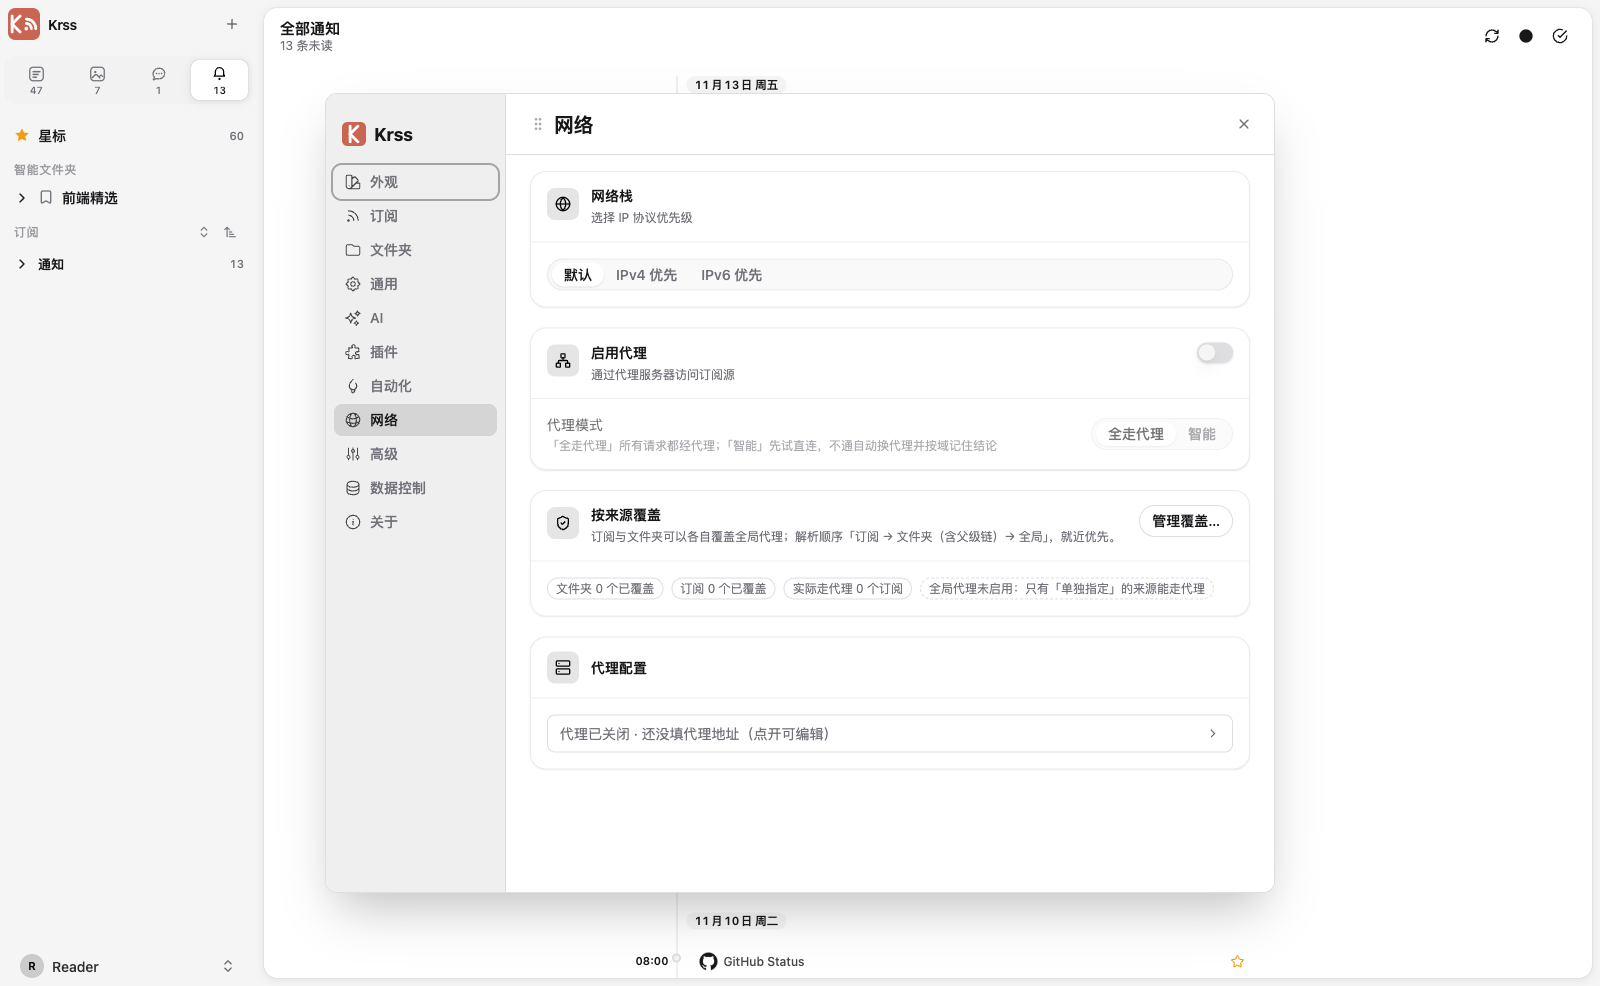 Krss
47
7
1
13
星标
60
智能文件夹
前端精选
订阅
通知
13
R
Reader
全部通知
13 条未读
11月13日 周五
Krss
外观
订阅
文件夹
通用
AI
插件
自动化
网络
高级
数据控制
关于
网络
网络栈
选择 IP 协议优先级
默认
IPv4 优先
IPv6 优先
启用代理
通过代理服务器访问订阅源
代理模式
「全走代理」所有请求都经代理；「智能」先试直连，不通自动换代理并按域记住结论
全走代理
智能
按来源覆盖
订阅与文件夹可以各自覆盖全局代理；解析顺序「订阅 → 文件夹（含父级链）→ 全局」，就近优先。
管理覆盖...
文件夹 0 个已覆盖
订阅 0 个已覆盖
实际走代理 0 个订阅
全局代理未启用：只有「单独指定」的来源能走代理
代理配置
代理已关闭 · 还没填代理地址（点开可编辑）
11月10日 周二
08:00
GitHub Status